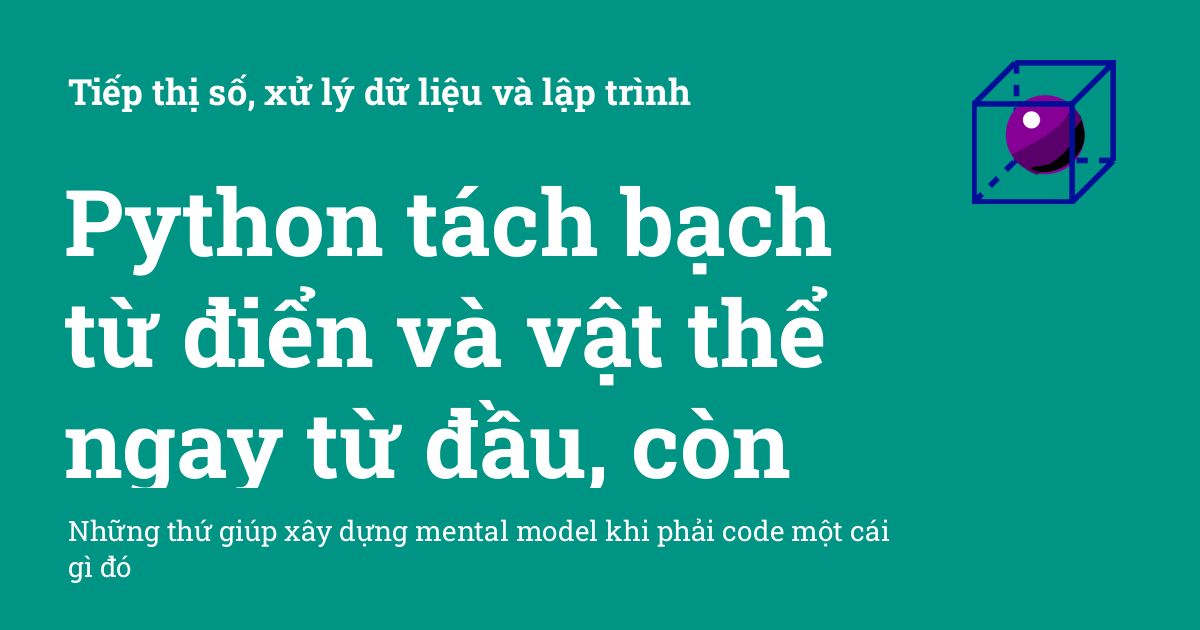 Tiếp thị số, xử lý dữ liệu và lập trình
Python tách bạch
từ điển và vật thể
ngay từ đầu, còn
Những thứ giúp xây dựng mental model khi phải code một cái
gì đó